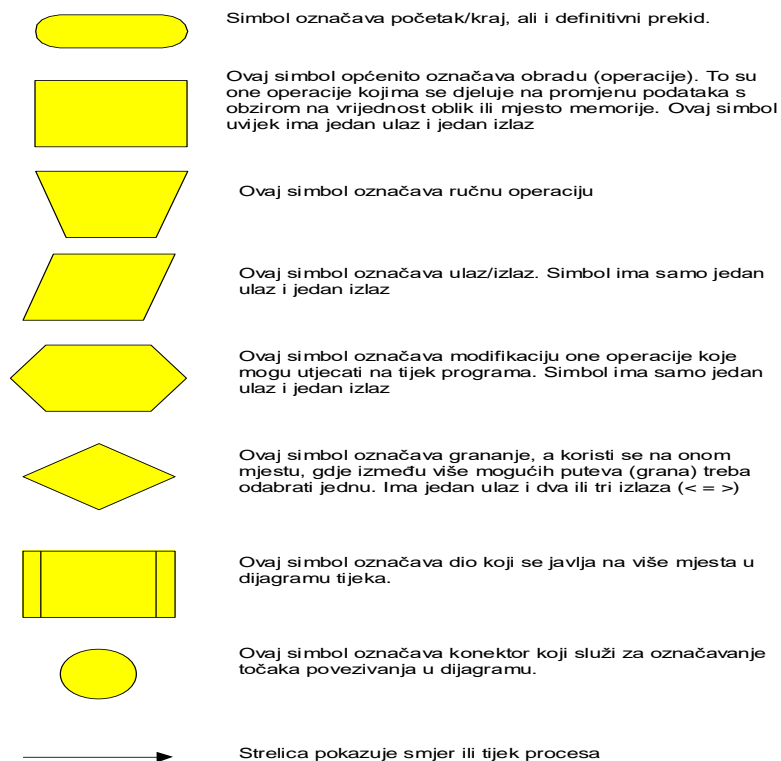 Simbol označava početak/kraj, ali i definitivni prekid.
Ovaj simbol općenito označava obradu (operacije). To su
one operacije kojima se djeluje na promjenu podataka s
obzirom na vrijednost oblik ili mjesto memorije. Ovaj simbol
uvijek ima jedan ulaz i jedan izlaz
Ovaj simbol označava ručnu operaciju
Ovaj simbol označava ulaz/izlaz. Simbol ima samo jedan
ulaz i jedan izlaz
Ovaj simbol označava modifikaciju one operacije koje
mogu utjecati na tijek programa. Simbol ima samo jedan
ulaz i jedan izlaz
Ovaj simbol označava grananje, a koristi se na onom
mjestu, gdje između više mogućih puteva (grana) treba
odabrati jednu. Ima jedan ulaz i dva ili tri izlaza (< = >)
Ovaj simbol označava dio koji se javlja na više mjesta u
dijagramu tijeka.
Ovaj simbol označava konektor koji služi za označavanje
točaka povezivanja u dijagramu.
Strelica pokazuje smjer ili tijek procesa